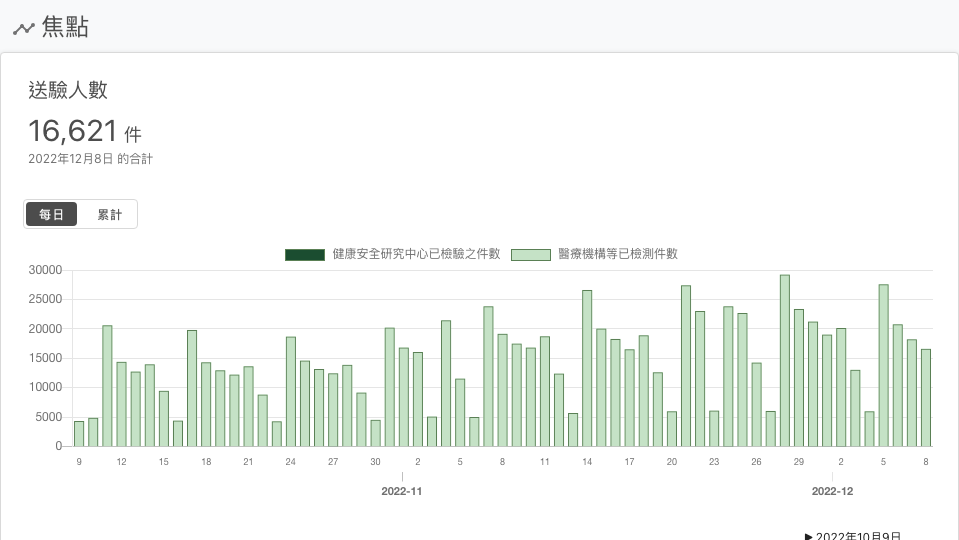 焦點
送驗人數
16,621 件
2022年12月8日 的合計
每日 累計
健康安全研究中心已檢驗之件數 醫療機構等已檢測件數
30000
25000
20000
15000
10000
5000
0
9 12 15 18 21 24 27 30 2 5 8 11 14 17 20 23 26 29 2 5 8
2022-11 2022-12
▶ 2022年10月9日